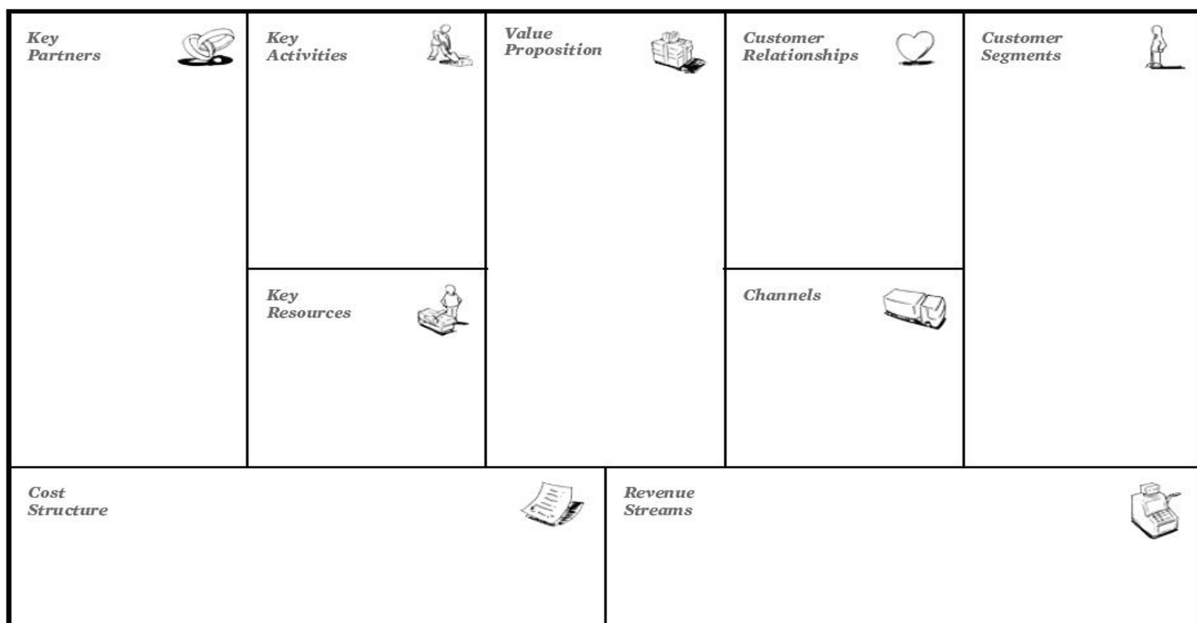 Key
Partners
Key
Activities
Value
Proposition
Customer
Relationships
Customer
Segments
Key
Resources
Channels
Cost
Structure
Revenue
Streams